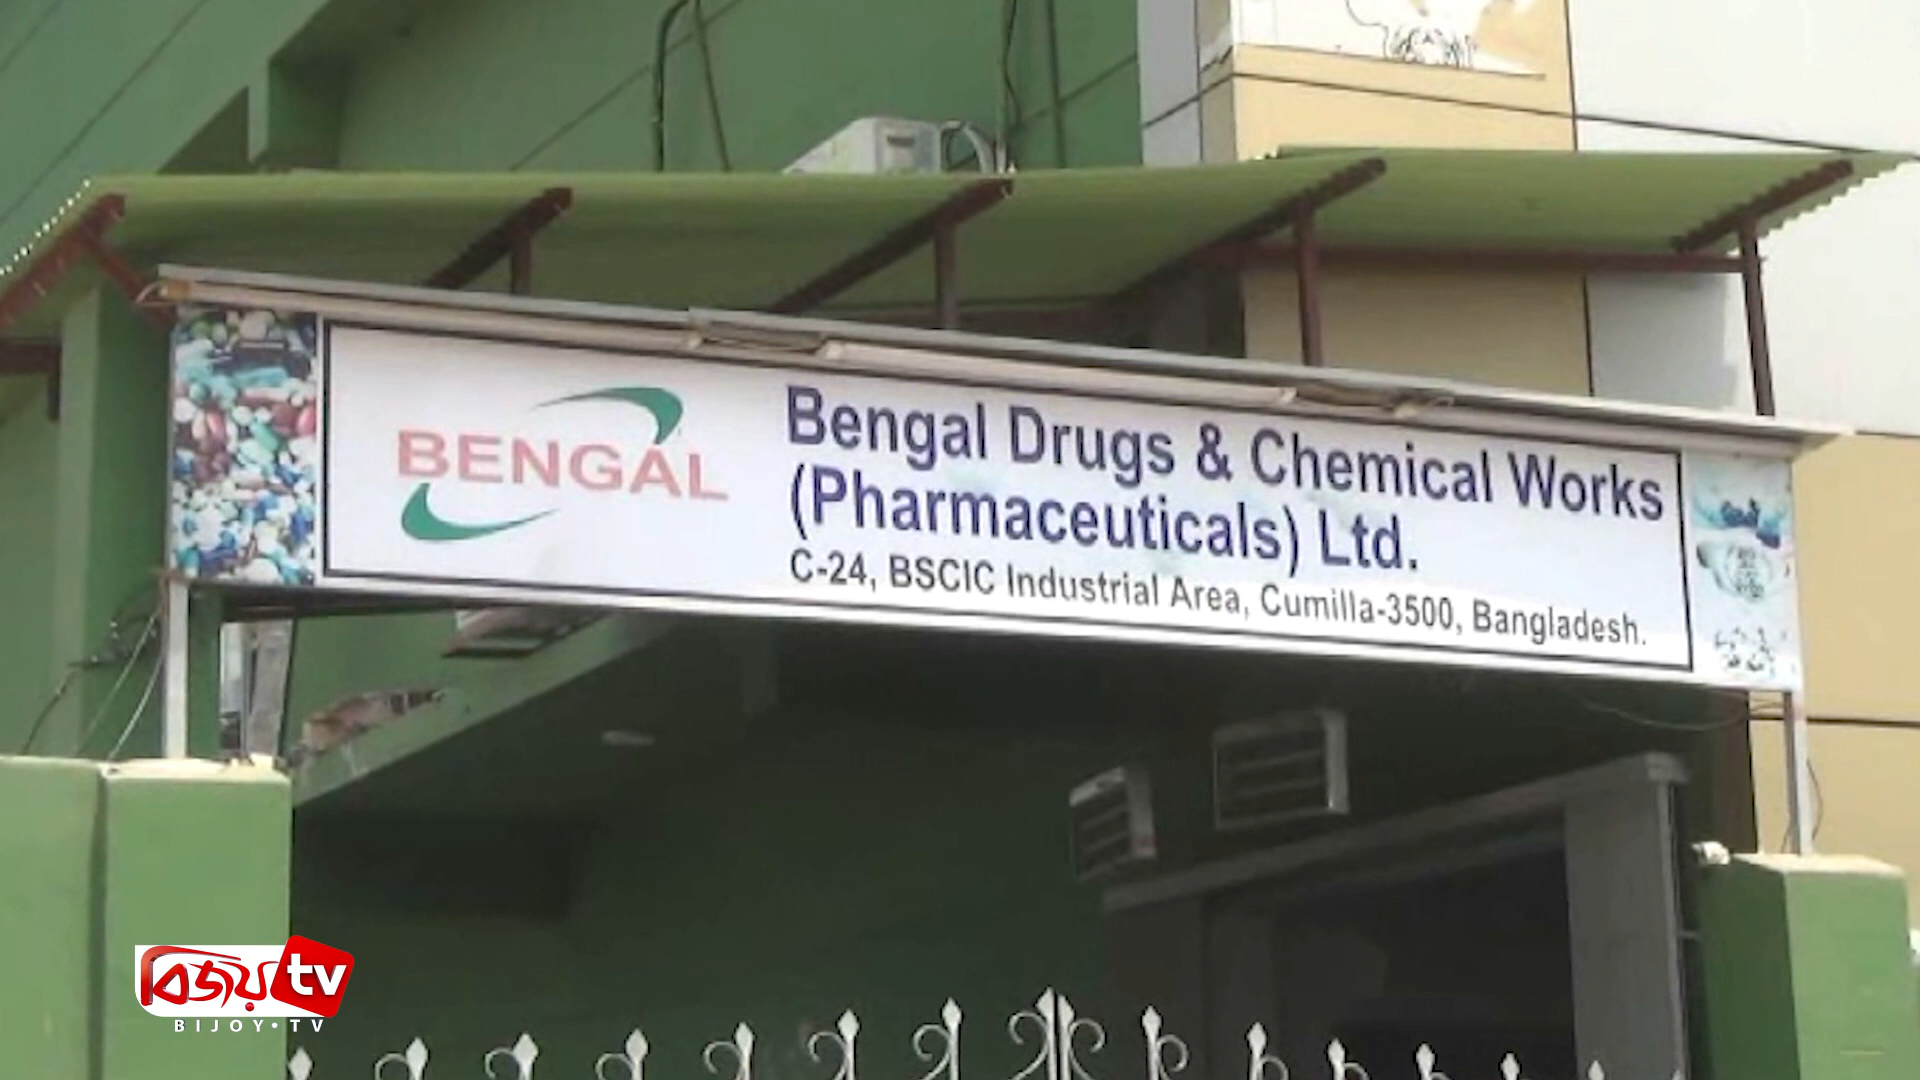 BENGAL
Bengal Drugs & Chemical Works
(Pharmaceuticals) Ltd.
C-24, BSCIC Industrial Area, Cumilla-3500, Bangladesh.
বিজয় tv
BIJOY•TV